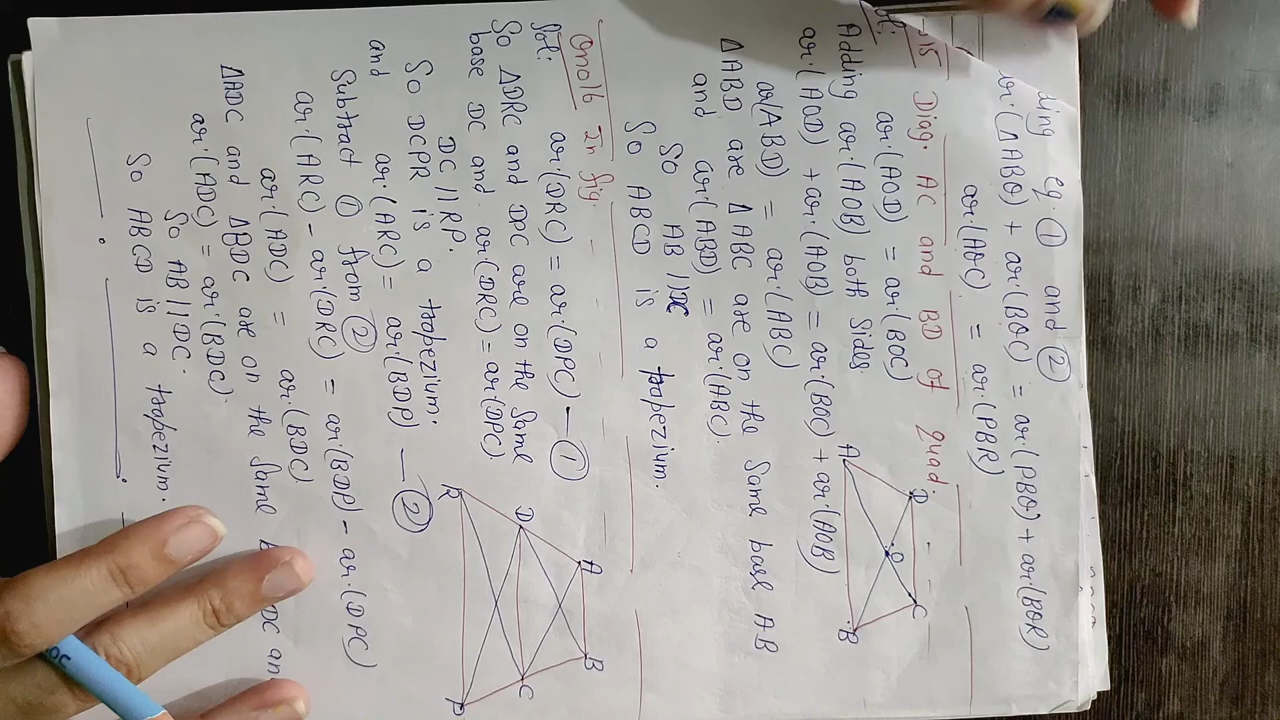 eq. ① and ②
ar.(ΔABQ) + ar.(BQC) = ar.(PBQ) + ar.(BQR)
ar.(AQC) = ar.(PBR)
15 Diag. AC and BD of quad. - -
Sol:
ar.(AOD) = ar.(BOC)
Adding ar.(AOB) both sides
ar.(AOD) + ar.(AOB) = ar.(BOC) + ar.(AOB)
ar(ABD) = ar.(ABC)
ΔABD are ΔABC are on the same base AB
and ar.(ABD) = ar.(ABC).
So AB || DC
So ABCD is a trapezium.
D C
O
A B
Qno16 In fig. - - - -
Sol: ar.(DRC) = ar.(DPC) — ①
So ΔDRC and DPC are on the same
base DC and ar.(DRC) = ar.(DPC)
DC || RP.
So DCPR is a trapezium.
and ar.(ARC) = ar.(BDP) — ②
Subtract ① from ②
ar.(ARC) - ar.(DRC) = ar.(BDP) - ar.(DPC)
ar.(ADC) = ar.(BDC)
ΔADC and ΔBDC are on the same DC an
ar.(ADC) = ar.(BDC).
So AB || DC.
So ABCD is a trapezium.
A B
D C
R P